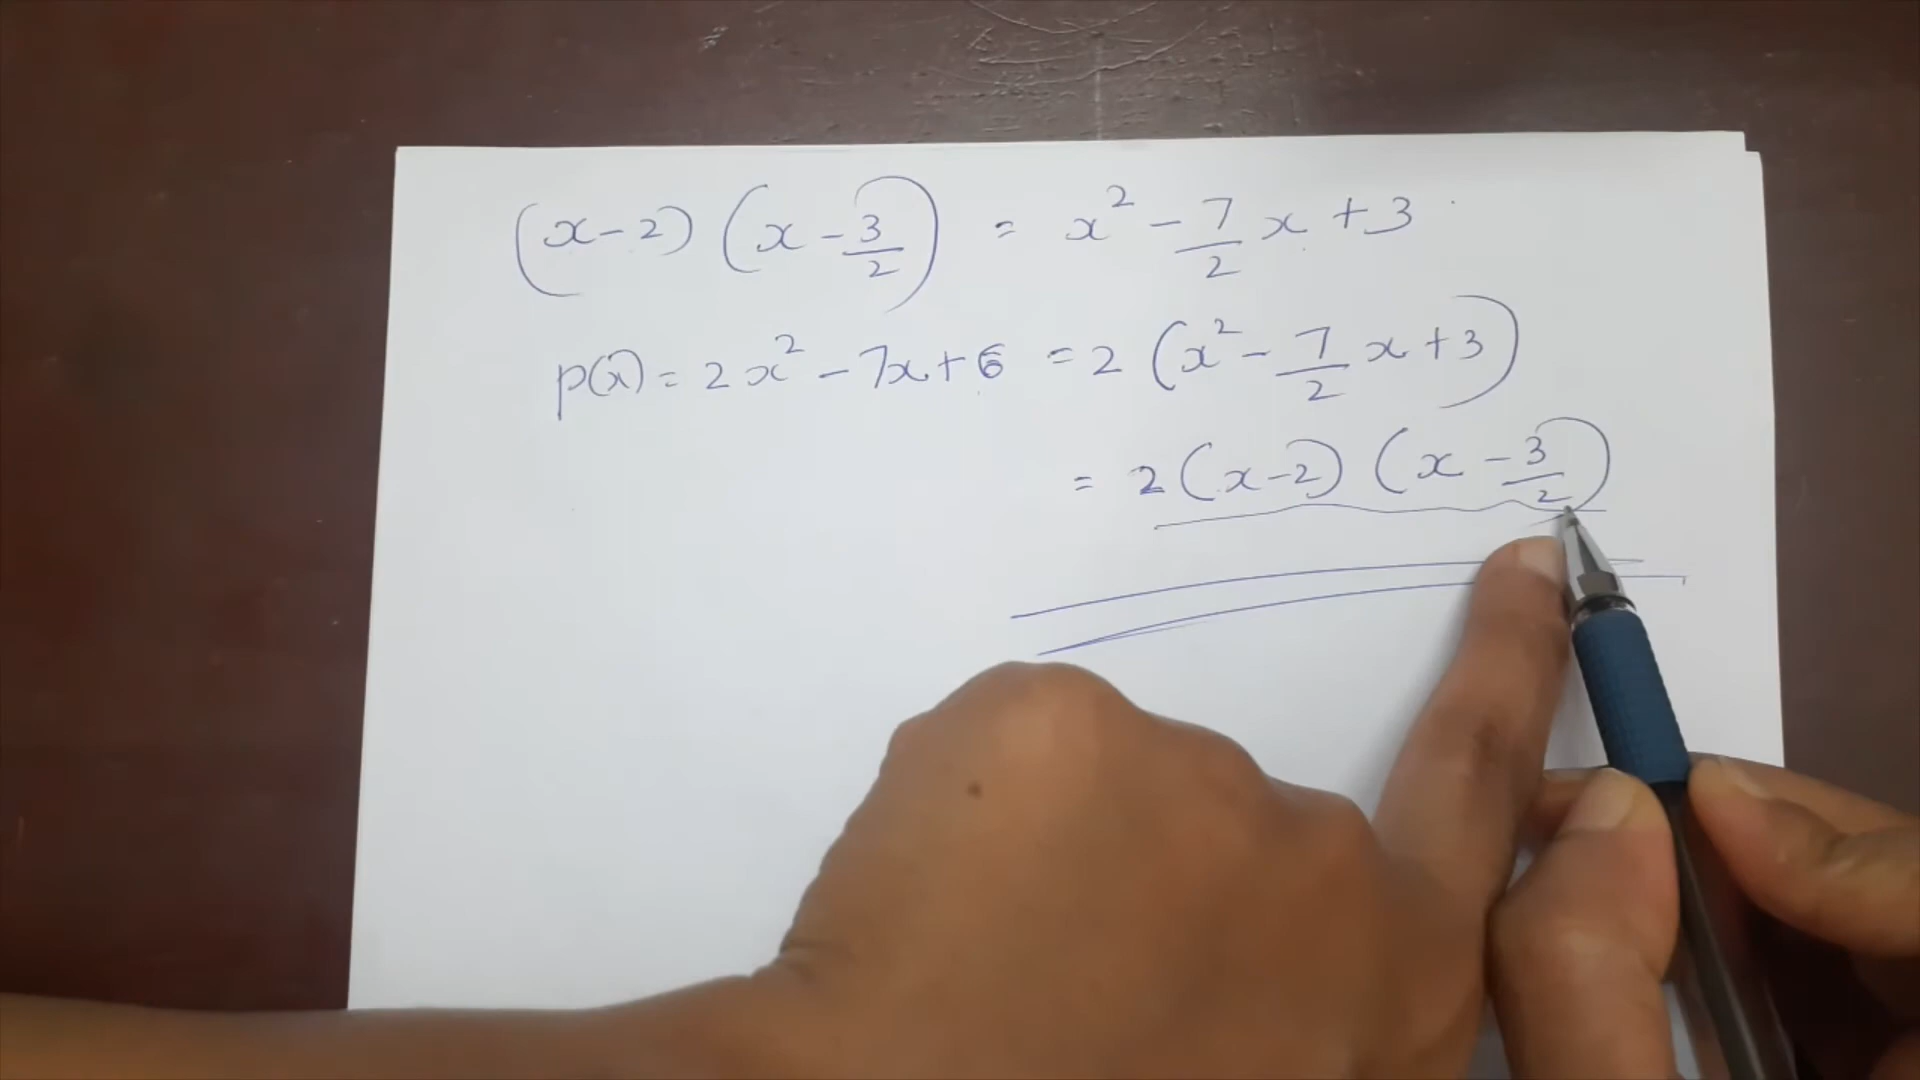 (x-2) (x - 3/2) = x² - 7/2 x + 3
p(x) = 2x² - 7x + 6 = 2 (x² - 7/2 x + 3)
= 2 (x-2) (x - 3/2)